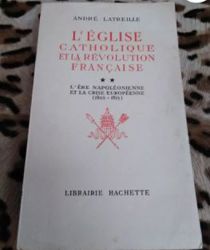 ANDRÉ LATREILLE
L'ÉGLISE
CATHOLIQUE
ET LA RÉVOLUTION
FRANÇAISE
★ ★
L'ÈRE NAPOLÉONIENNE
ET LA CRISE EUROPÉENNE
LIBRAIRIE HACHETTE